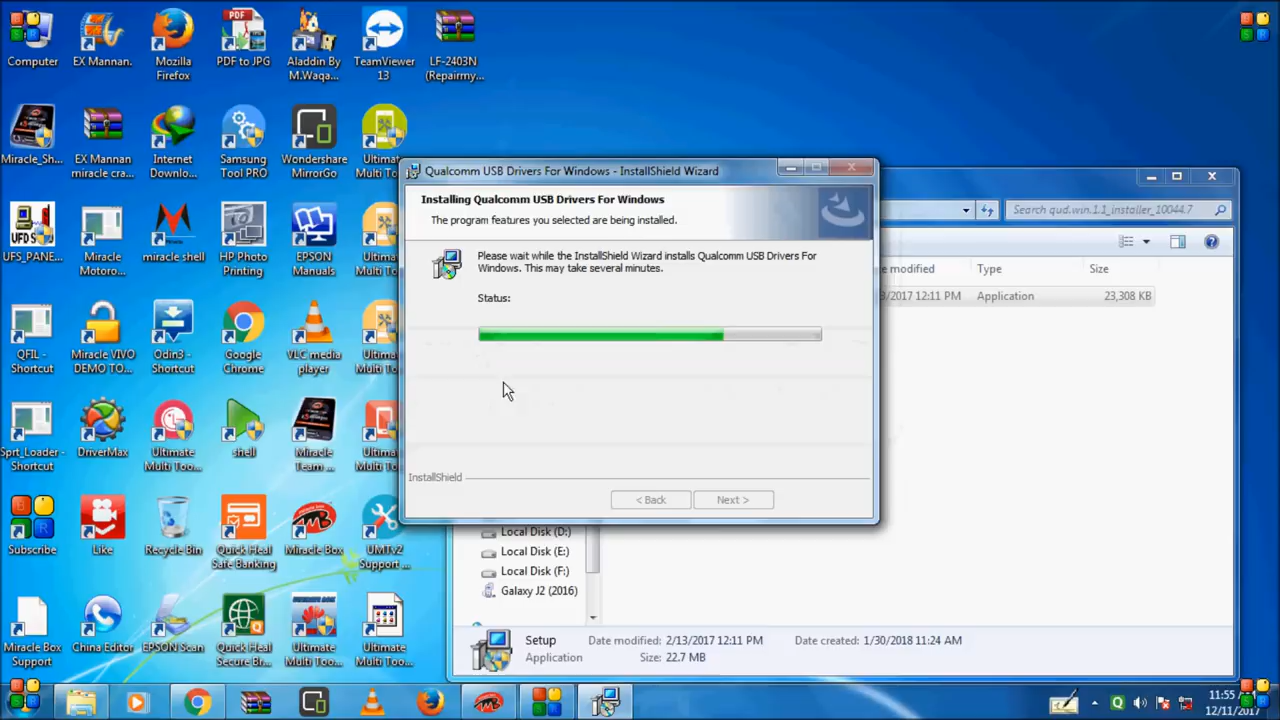 Computer
EX Mannan.
Mozilla
Firefox
PDF to JPG
Aladdin By
M.Waqa...
TeamViewer
13
LF-2403N
(Repairmy...
Miracle_Sh...
EX Mannan
miracle cra...
Internet
Downlo...
Samsung
Tool PRO
Wondershare
MirrorGo
Ultimate
Multi To
UFS_PANE...
Miracle
Motoro...
miracle shell
HP Photo
Printing
EPSON
Manuals
QFIL -
Shortcut
Miracle VIVO
DEMO TO...
Odin3 -
Shortcut
Google
Chrome
VLC media
player
Sprt_Loader -
Shortcut
DriverMax
Ultimate
Multi Too...
shell
Miracle
Team ...
Subscribe
Like
Recycle Bin
Quick Heal
Safe Banking
Miracle Box
UMTv2
Support ...
Miracle Box
Support
China Editor
EPSON Scan
Quick Heal
Secure Br...
Ultimate
Multi Too...
Ultimate
Multi Too...
Qualcomm USB Drivers For Windows - InstallShield Wizard
Installing Qualcomm USB Drivers For Windows
The program features you selected are being installed.
Please wait while the InstallShield Wizard installs Qualcomm USB Drivers For
Windows. This may take several minutes.
Status:
InstallShield
< Back
Next >
Search qud.win.1.1_installer_10044.7
modified
Type
Size
/2017 12:11 PM
Application
23,308 KB
Local Disk (D:)
Local Disk (E:)
Local Disk (F:)
Galaxy J2 (2016)
Setup
Date modified: 2/13/2017 12:11 PM
Date created: 1/30/2018 11:24 AM
Application
Size: 22.7 MB
11:55
12/11/2017